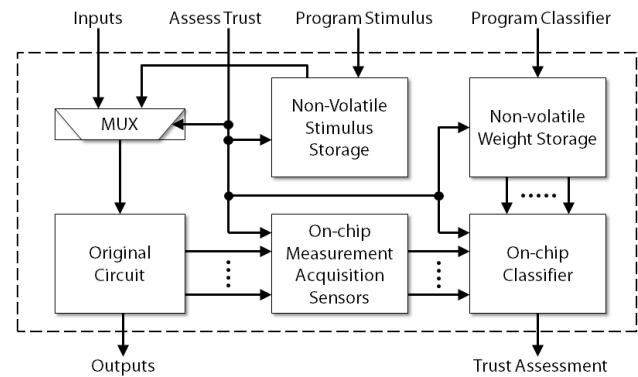 Inputs
Assess Trust
Program Stimulus
Program Classifier
MUX
Non-Volatile
Stimulus
Storage
Non-volatile
Weight Storage
Original
Circuit
On-chip
Measurement
Acquisition
Sensors
On-chip
Classifier
Outputs
Trust Assessment